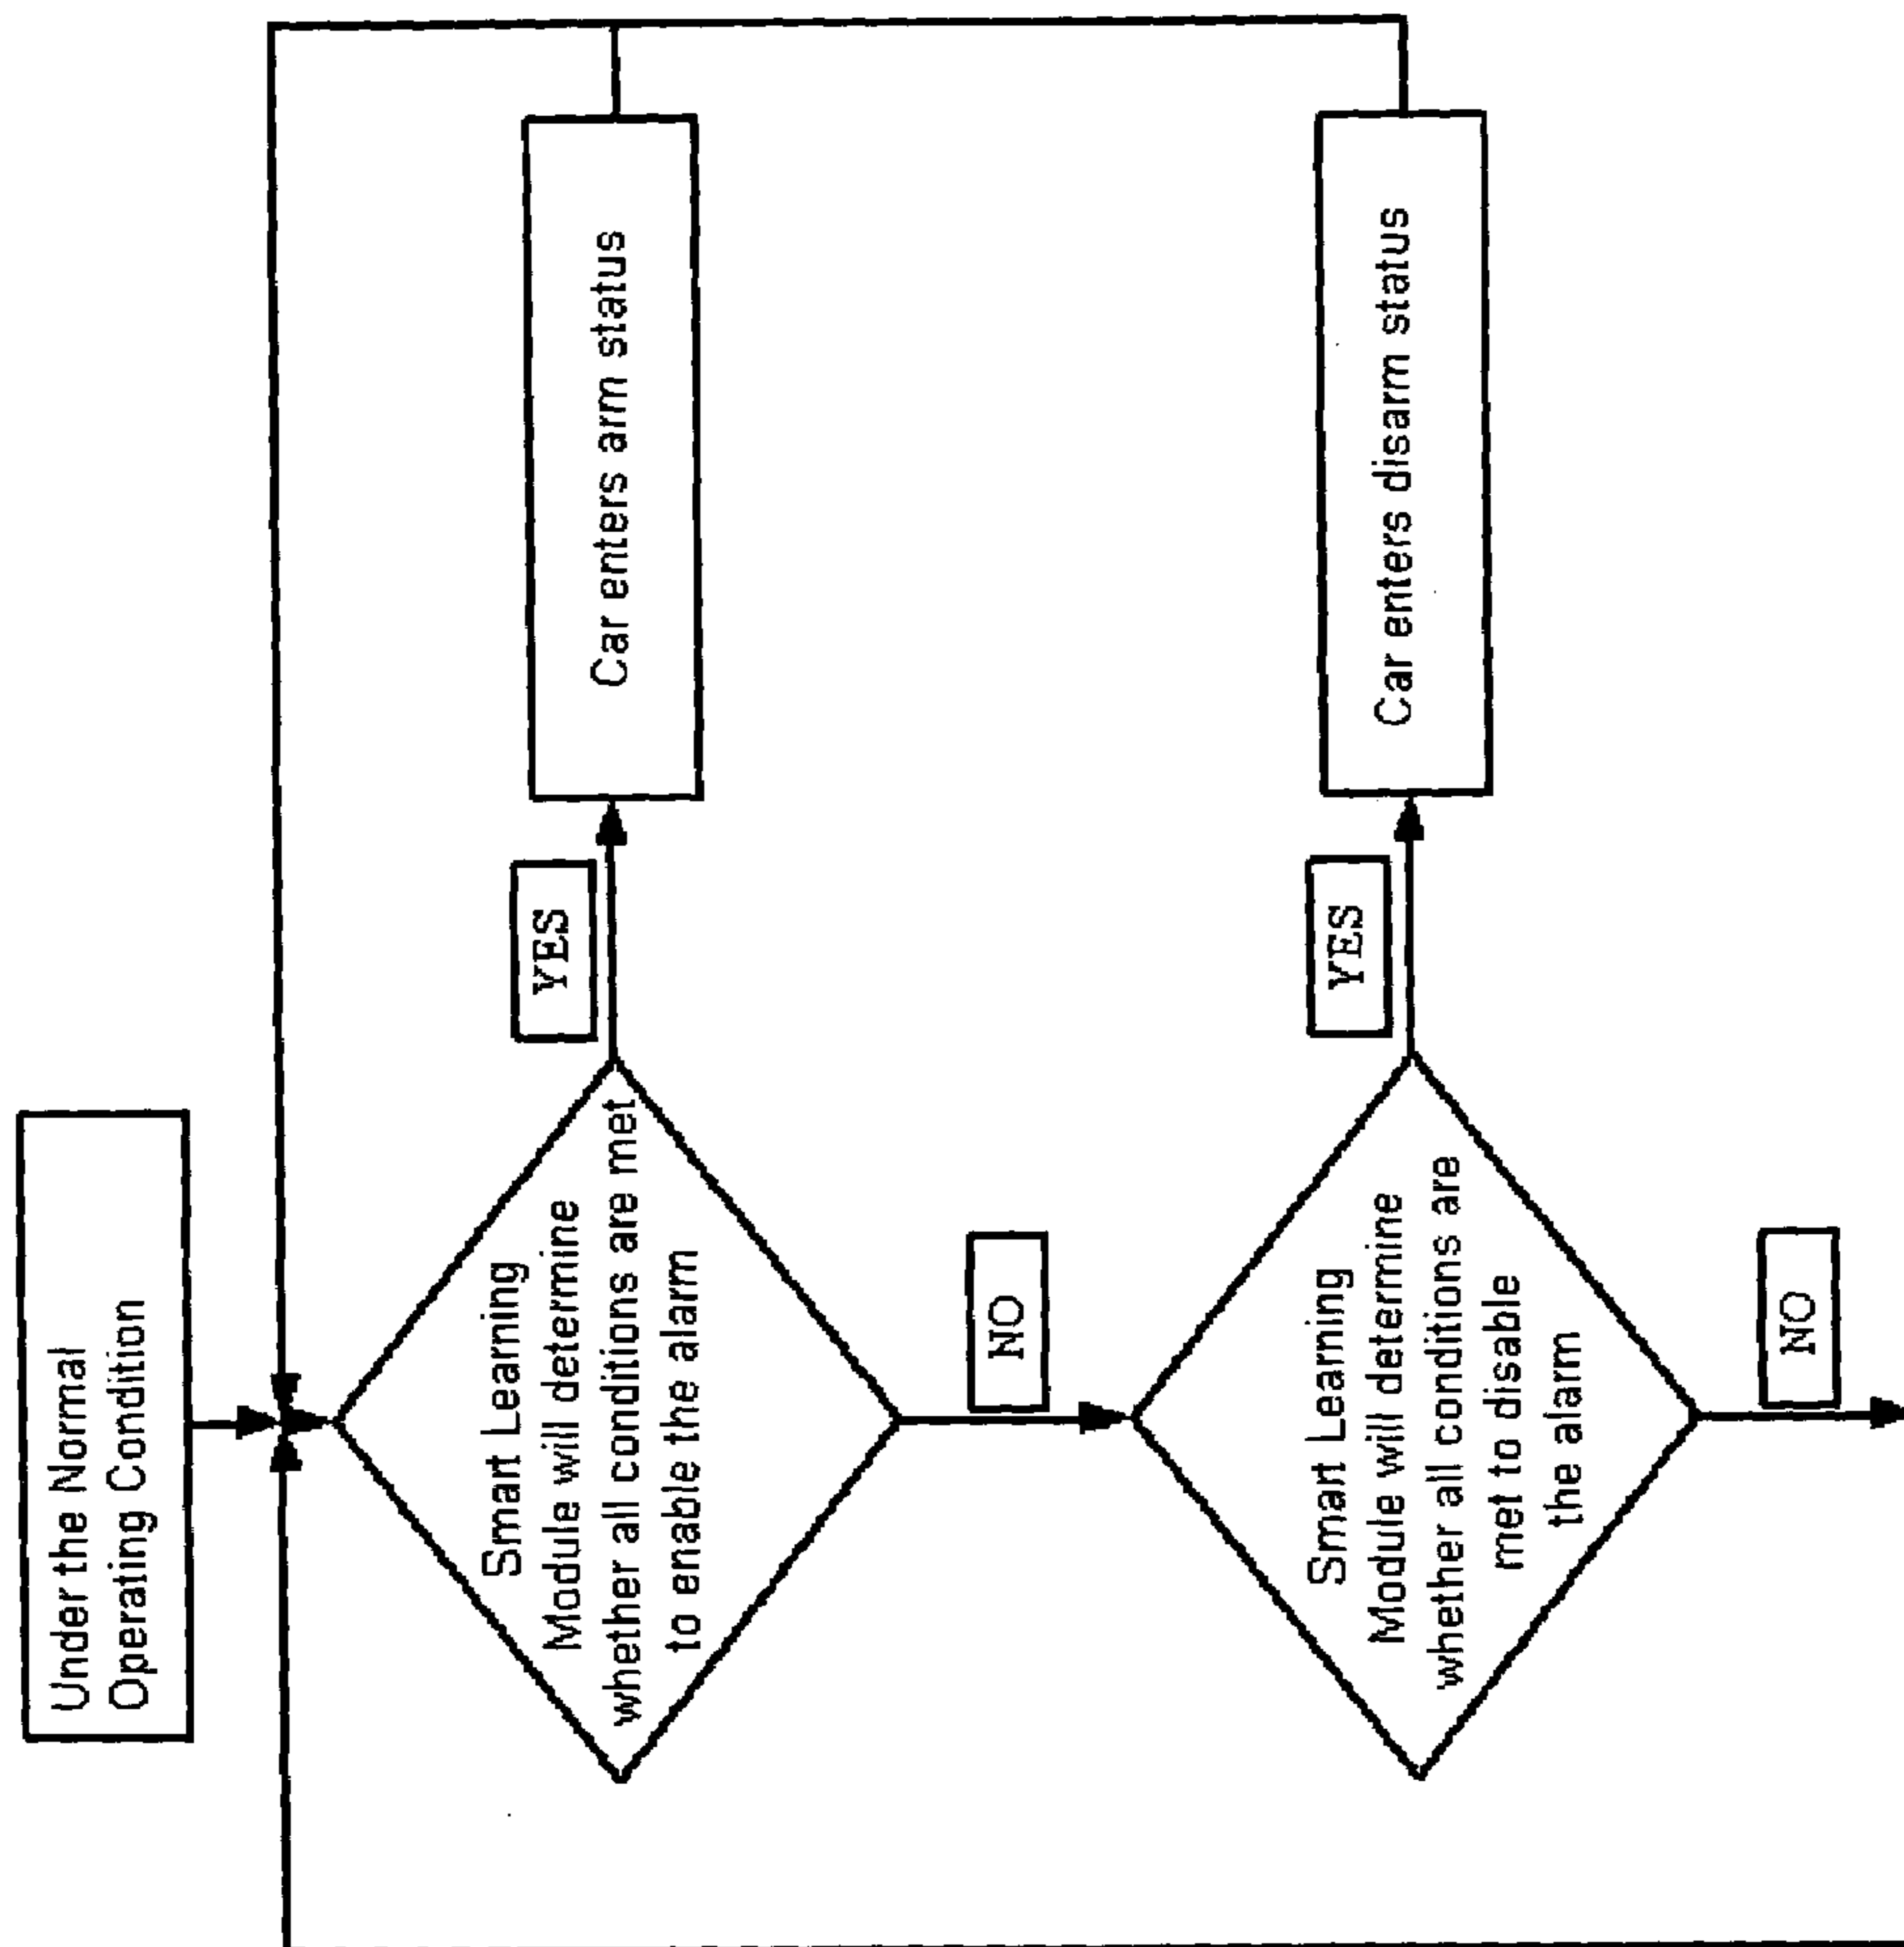 Under the Normal
Operating Condition
Smart Learning
Module will determine
whether all conditions are met
to enable the alarm
YES
Car enters arm status
NO
Smart Learning
Module will determine
whether all conditions are
met to disable
the alarm
YES
Car enters disarm status
NO